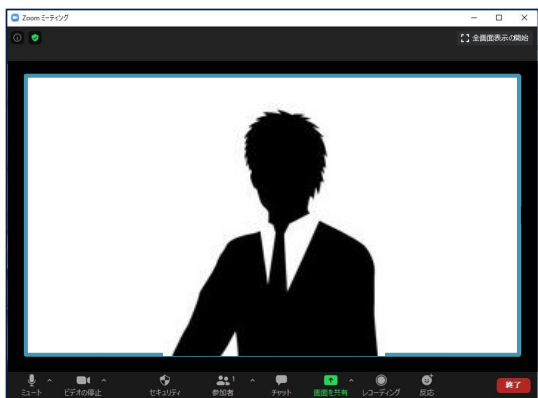 Zoom ミーティング
全画面表示の開始
ミュート ビデオの停止 セキュリティ 参加者 1 チャット 画面を共有 レコーディング 反応 終了